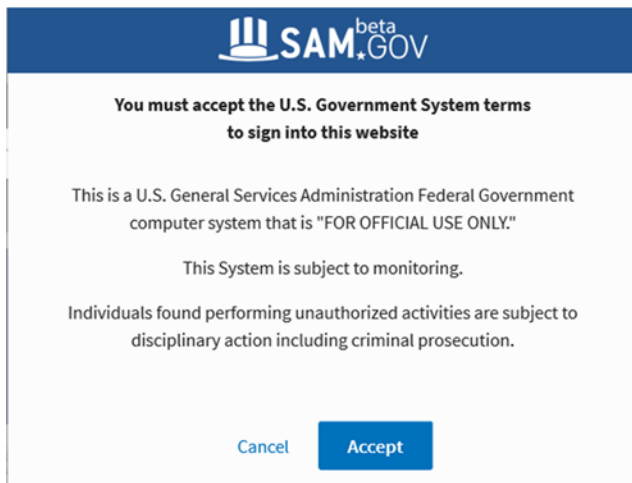 SAM.beta GOV
You must accept the U.S. Government System terms
to sign into this website
This is a U.S. General Services Administration Federal Government
computer system that is "FOR OFFICIAL USE ONLY."
This System is subject to monitoring.
Individuals found performing unauthorized activities are subject to
disciplinary action including criminal prosecution.
Cancel Accept